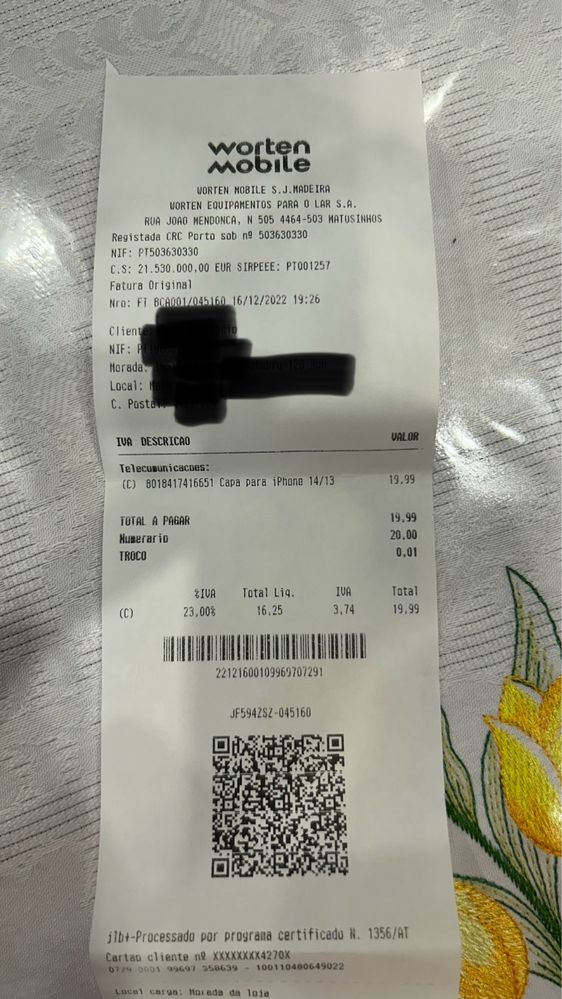 worten
mobile
WORTEN MOBILE S.J.MADEIRA
WORTEN EQUIPAMENTOS PARA O LAR S.A.
RUA JOAO MENDONCA, N 505 4464-503 MATOSINHOS
Registada CRC Porto sob nº 503630330
NIF: PT503630330
C.S: 21.530.000,00 EUR SIRPEEE: PT001257
Fatura Original
Nro: FT BCA001/045160 16/12/2022 19:26
Cliente
NIF:
Morada:
Local:
C. Postal
IVA DESCRICAO VALOR
Telecomunicacoes:
(C) 8018417416651 Capa para iPhone 14/13 19,99
TOTAL A PAGAR 19,99
Numerario 20,00
TROCO 0,01
%IVA Total Liq. IVA Total
(C) 23,00% 16,25 3,74 19,99
22121600109969707291
JF594ZSZ-045160
jlb+-Processado por programa certificado N. 1356/AT
Cartao cliente nº XXXXXXXX4270X
0779 0001 99697 358639 - 100110480649022
Local carga: Morada da loja